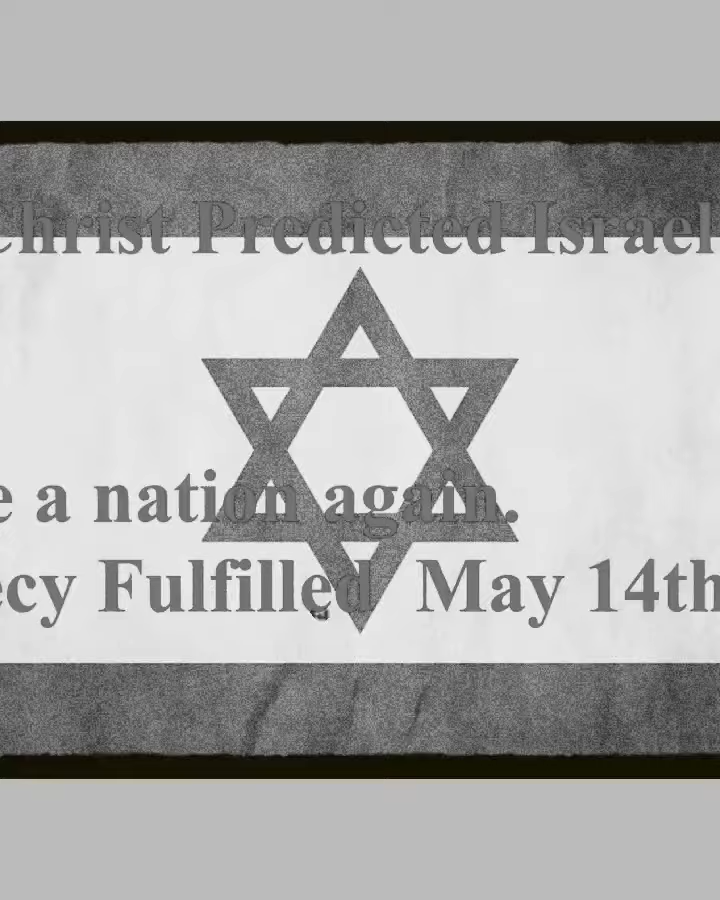 Christ Predicted Israel
e a nation again.
ecy Fulfilled May 14th